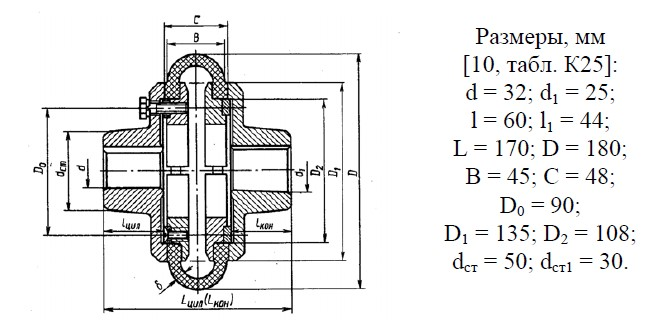 C
B
D₀
dст
d
d₁
D₂
D₁
D
lцил
lкон
δ
Lцил(Lкон)
Размеры, мм
[10, табл. К25]:
d = 32; d₁ = 25;
l = 60; l₁ = 44;
L = 170; D = 180;
B = 45; C = 48;
D₀ = 90;
D₁ = 135; D₂ = 108;
dст = 50; dст1 = 30.